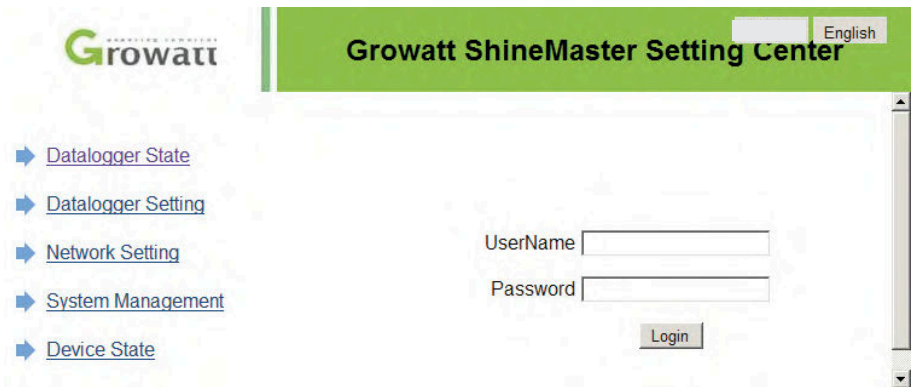 Growatt
Growatt ShineMaster Setting Center
English
Datalogger State
Datalogger Setting
Network Setting
System Management
Device State
UserName
Password
Login